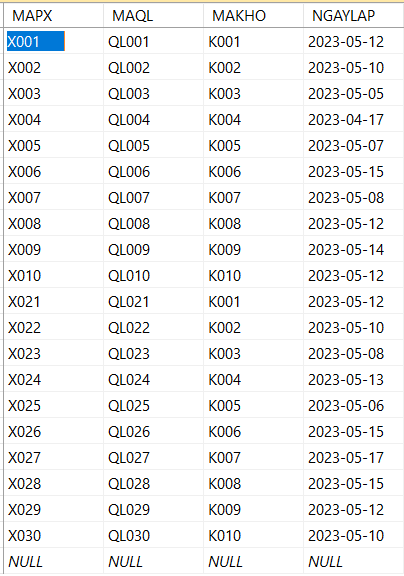 MAPX MAQL MAKHO NGAYLAP
X001 QL001 K001 2023-05-12
X002 QL002 K002 2023-05-10
X003 QL003 K003 2023-05-05
X004 QL004 K004 2023-04-17
X005 QL005 K005 2023-05-07
X006 QL006 K006 2023-05-15
X007 QL007 K007 2023-05-08
X008 QL008 K008 2023-05-12
X009 QL009 K009 2023-05-14
X010 QL010 K010 2023-05-12
X021 QL021 K001 2023-05-12
X022 QL022 K002 2023-05-10
X023 QL023 K003 2023-05-08
X024 QL024 K004 2023-05-13
X025 QL025 K005 2023-05-06
X026 QL026 K006 2023-05-15
X027 QL027 K007 2023-05-17
X028 QL028 K008 2023-05-15
X029 QL029 K009 2023-05-12
X030 QL030 K010 2023-05-10
NULL NULL NULL NULL